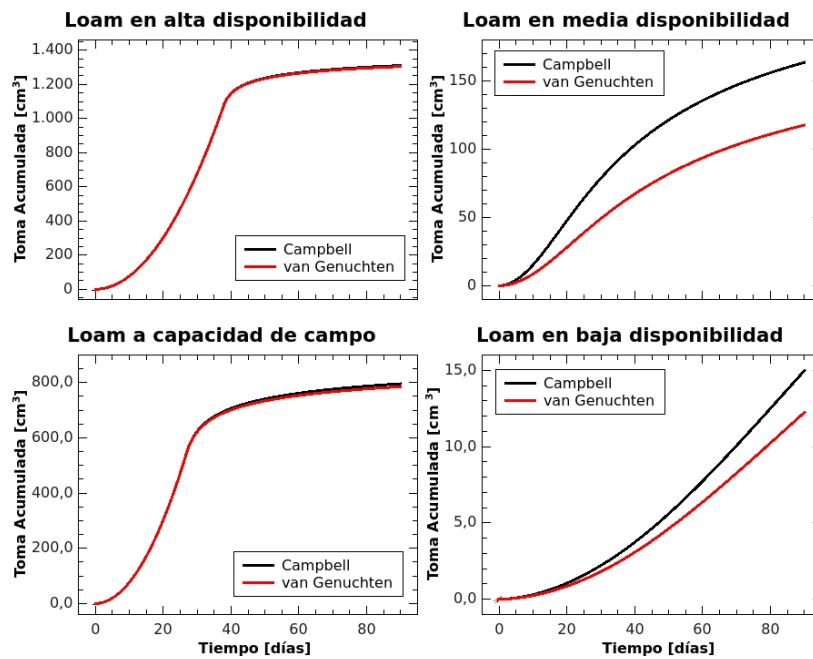 Loam en alta disponibilidad
Toma Acumulada [cm³]
1.400
1.200
1.000
800
600
400
200
0
Campbell
van Genuchten
Loam en media disponibilidad
Toma Acumulada [cm³]
150
100
50
0
Campbell
van Genuchten
Loam a capacidad de campo
Toma Acumulada [cm³]
800,0
600,0
400,0
200,0
0,0
Campbell
van Genuchten
0 20 40 60 80
Tiempo [días]
Loam en baja disponibilidad
Toma Acumulada [cm³]
15,0
10,0
5,0
0,0
Campbell
van Genuchten
0 20 40 60 80
Tiempo [días]